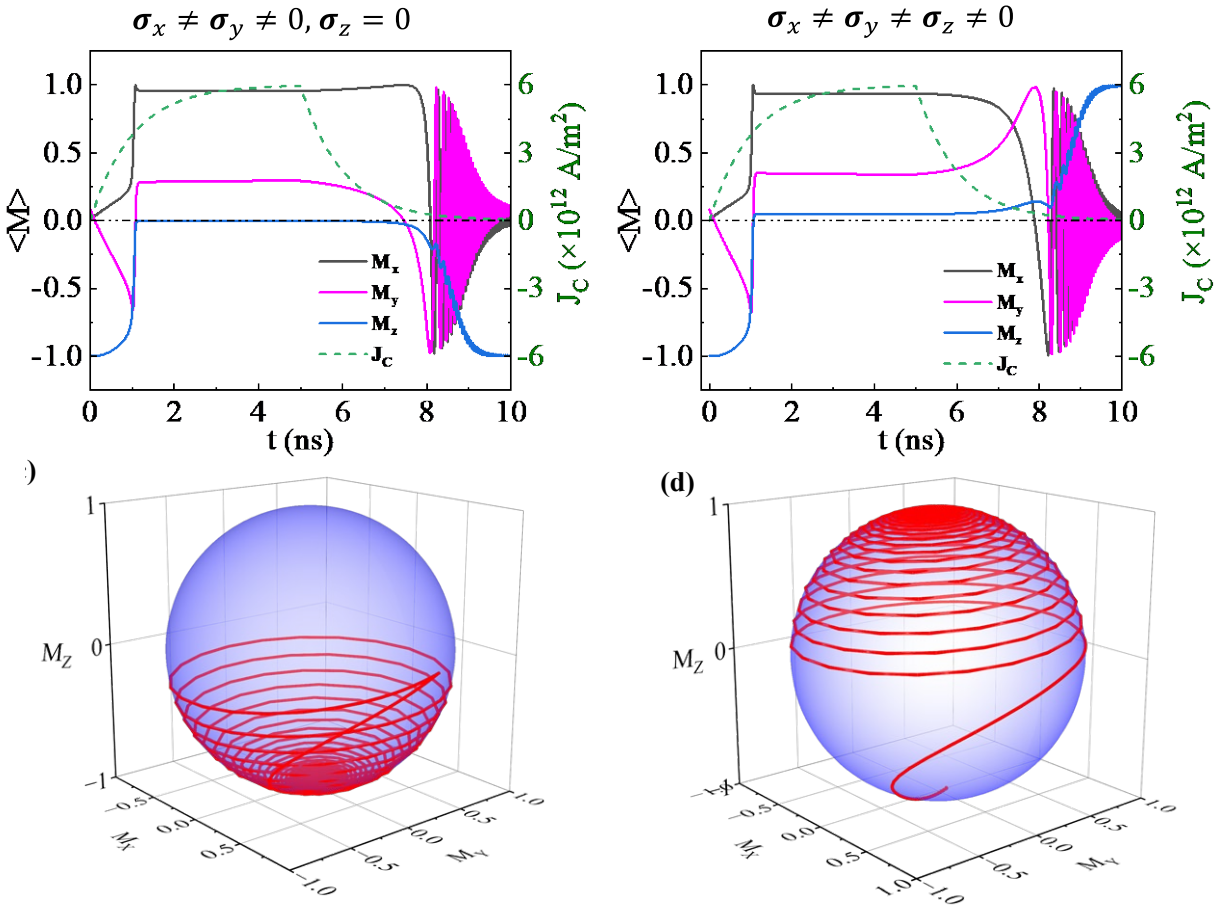 σx ≠ σy ≠ 0, σz = 0
σx ≠ σy ≠ σz ≠ 0
1.0
0.5
0.0
-0.5
-1.0
<M>
Mx
My
Mz
JC
6
3
0
-3
-6
JC (×10¹² A/m²)
0 2 4 6 8 10
t (ns)
1.0
0.5
0.0
-0.5
-1.0
<M>
Mx
My
Mz
JC
6
3
0
-3
-6
JC (×10¹² A/m²)
0 2 4 6 8 10
t (ns)
)
1
0
−1
MZ
−0.5
0.0
0.5
MX
−1.0
−0.5
0.0
0.5
1.0
MY
(d)
1
0
MZ
−0.5
0.0
0.5
1.0
MX
−1.0
−0.5
0.0
0.5
1.0
MY